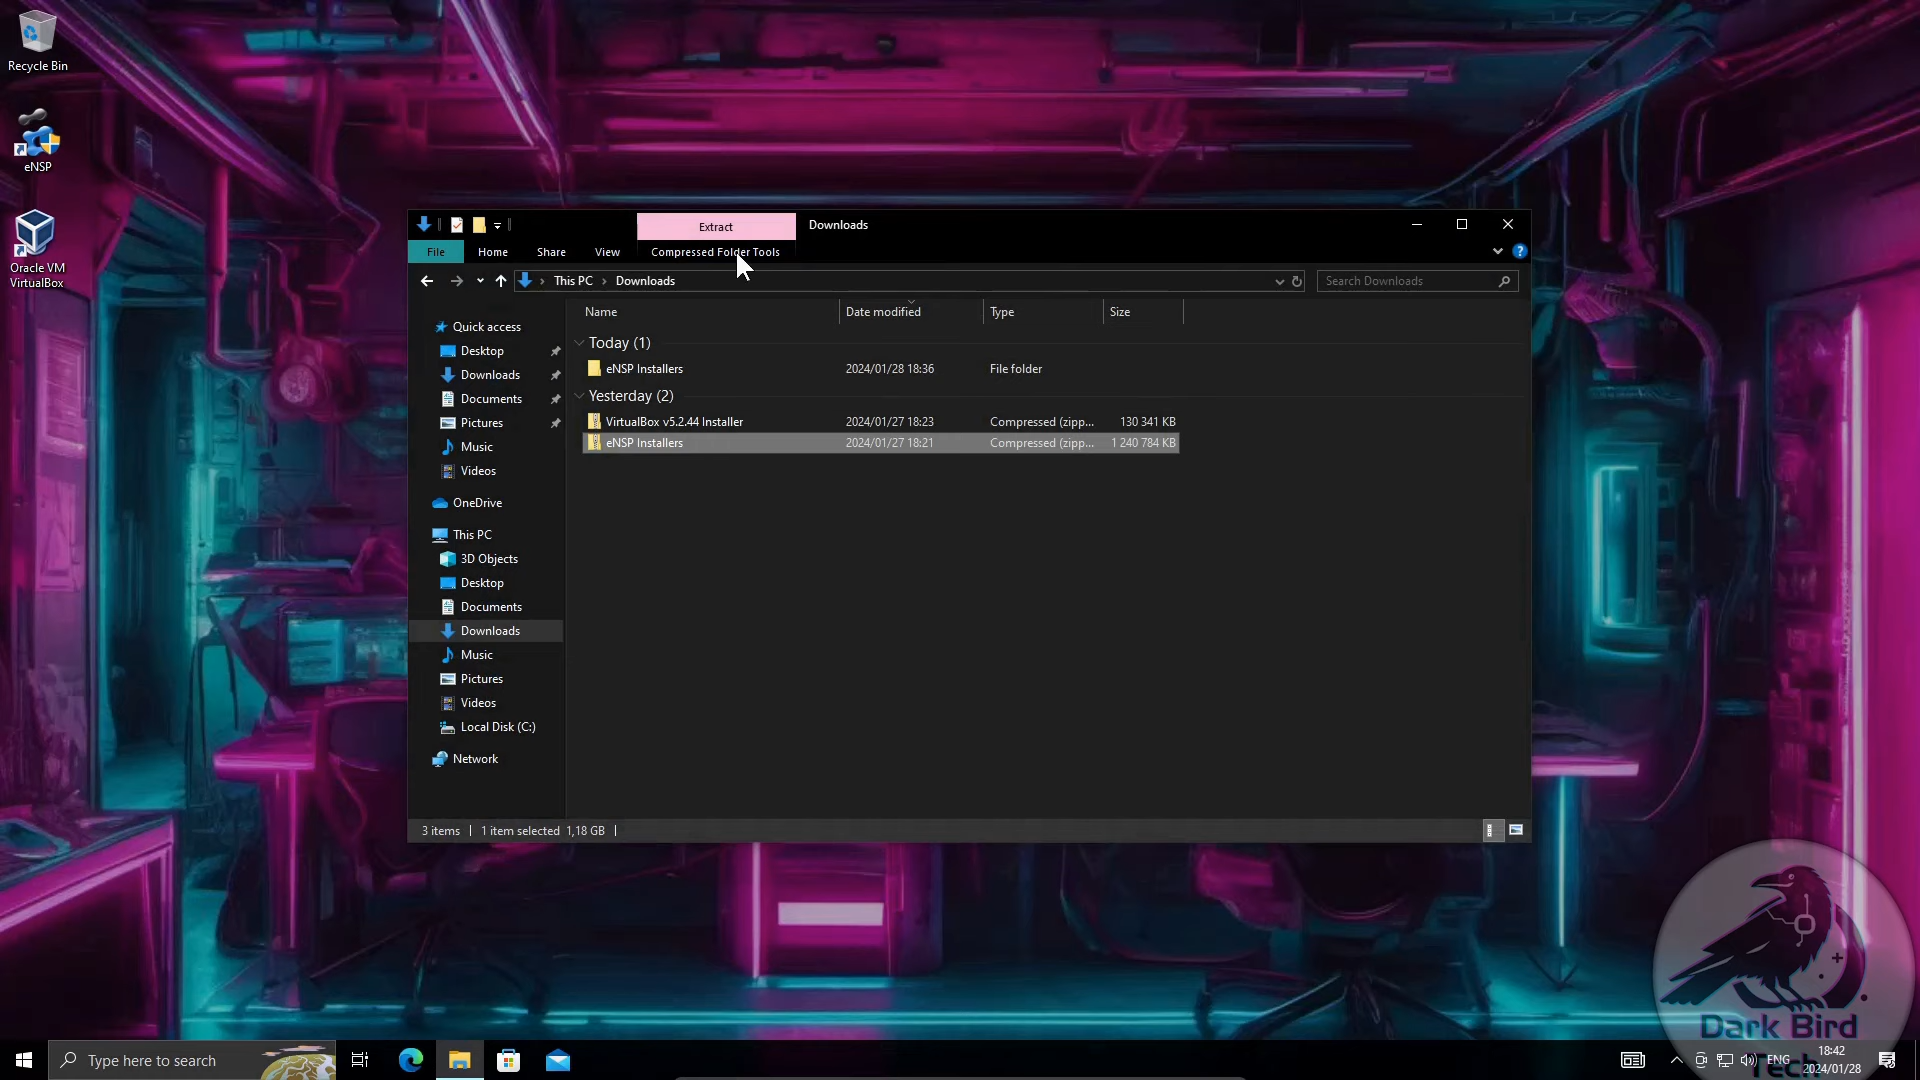 Recycle Bin
eNSP
Oracle VM
VirtualBox
Extract
Downloads
File
Home
Share
View
Compressed Folder Tools
This PC
Downloads
Search Downloads
Quick access
Desktop
Downloads
Documents
Pictures
Music
Videos
OneDrive
This PC
3D Objects
Desktop
Documents
Downloads
Music
Pictures
Videos
Local Disk (C:)
Network
Name Date modified Type Size
Today (1)
eNSP Installers 2024/01/28 18:36 File folder
Yesterday (2)
VirtualBox v5.2.44 Installer 2024/01/27 18:23 Compressed (zipp... 130 341 KB
eNSP Installers 2024/01/27 18:21 Compressed (zipp... 1 240 784 KB
3 items 1 item selected 1,18 GB
Dark Bird
Tech
Type here to search
ENG
18:42
2024/01/28